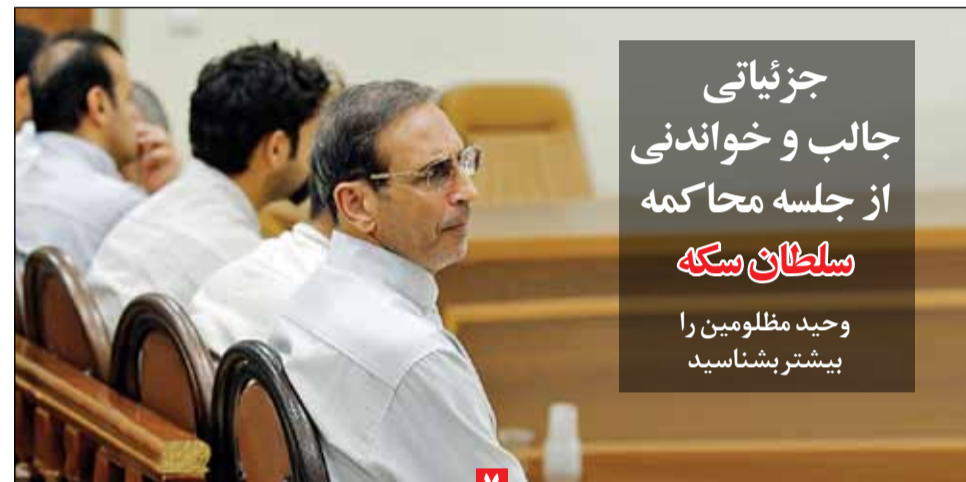 جزئیاتی
جالب و خواندنی
از جلسه محاکمه
سلطان سکه
وحید مظلومین را
بیشتر بشناسید